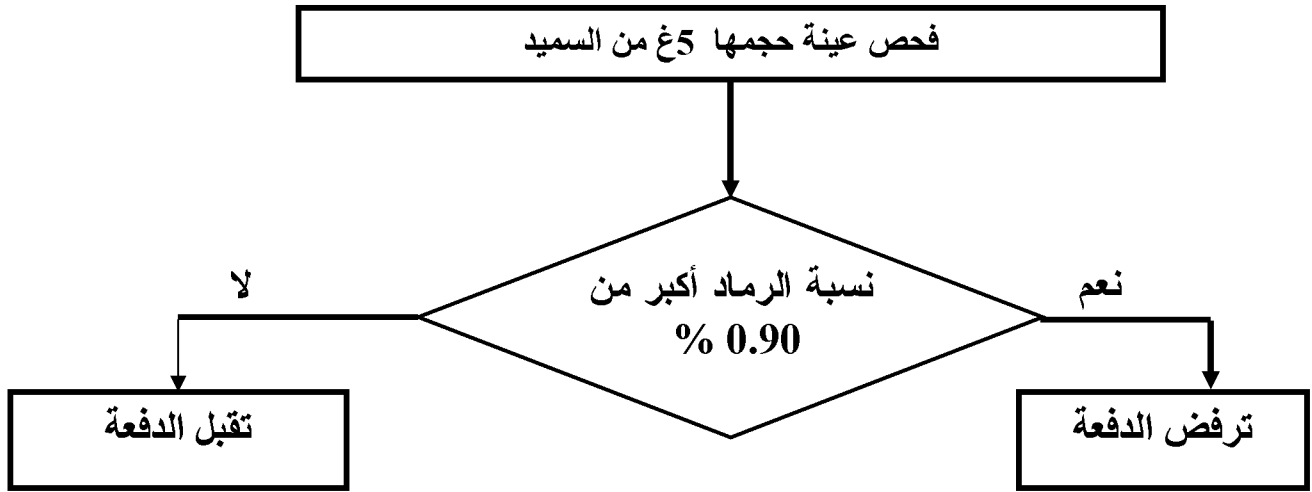 فحص عينة حجمها 5غ من السميد
نسبة الرماد أكبر من
0.90 %
نعم
لا
ترفض الدفعة
تقبل الدفعة